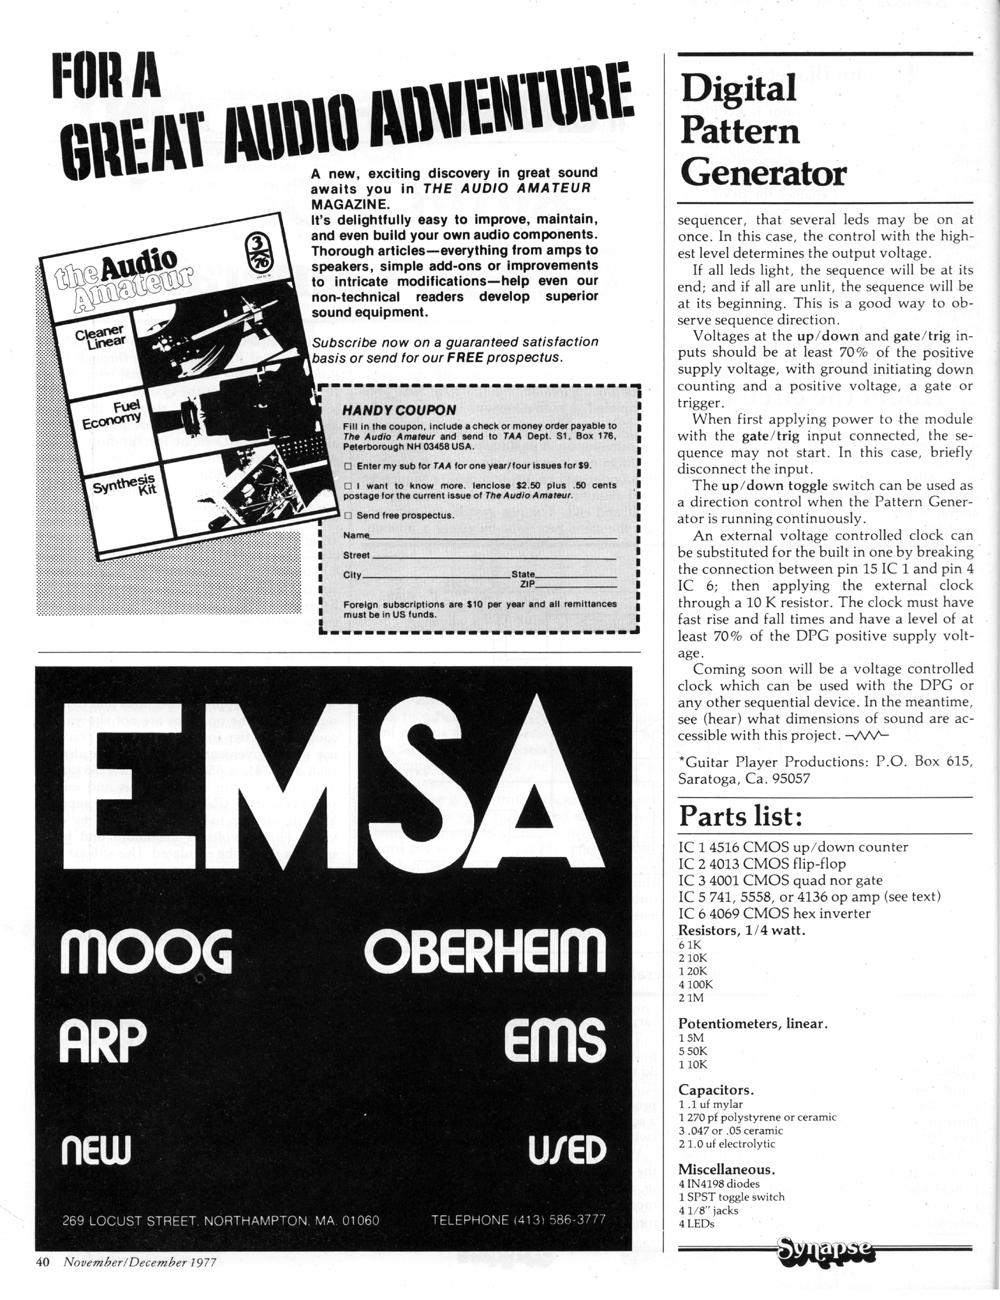 FOR A
GREAT AUDIO ADVENTURE
A new, exciting discovery in great sound
awaits you in THE AUDIO AMATEUR
MAGAZINE.
It's delightfully easy to improve, maintain,
and even build your own audio components.
Thorough articles—everything from amps to
speakers, simple add-ons or improvements
to intricate modifications—help even our
non-technical readers develop superior
sound equipment.
Subscribe now on a guaranteed satisfaction
basis or send for our FREE prospectus.
the Audio
Amateur
3
76
Cleaner
Linear
Fuel
Economy
Synthesis
Kit
HANDY COUPON
Fill in the coupon, include a check or money order payable to
The Audio Amateur and send to TAA Dept. S1, Box 176,
Peterborough NH 03458 USA.
☐ Enter my sub for TAA for one year/four issues for $9.
☐ I want to know more. Ienclose $2.50 plus .50 cents
postage for the current issue of The Audio Amateur.
☐ Send free prospectus.
Name
Street
City State
ZIP
Foreign subscriptions are $10 per year and all remittances
must be in US funds.
EMSA
MOOG OBERHEIM
ARP EMS
NEW USED
269 LOCUST STREET, NORTHAMPTON, MA. 01060 TELEPHONE (413) 586-3777
40 November/December 1977
Digital
Pattern
Generator
sequencer, that several leds may be on at
once. In this case, the control with the high-
est level determines the output voltage.
If all leds light, the sequence will be at its
end; and if all are unlit, the sequence will be
at its beginning. This is a good way to ob-
serve sequence direction.
Voltages at the up/down and gate/trig in-
puts should be at least 70% of the positive
supply voltage, with ground initiating down
counting and a positive voltage, a gate or
trigger.
When first applying power to the module
with the gate/trig input connected, the se-
quence may not start. In this case, briefly
disconnect the input.
The up/down toggle switch can be used as
a direction control when the Pattern Gener-
ator is running continuously.
An external voltage controlled clock can
be substituted for the built in one by breaking
the connection between pin 15 IC 1 and pin 4
IC 6; then applying the external clock
through a 10 K resistor. The clock must have
fast rise and fall times and have a level of at
least 70% of the DPG positive supply volt-
age.
Coming soon will be a voltage controlled
clock which can be used with the DPG or
any other sequential device. In the meantime,
see (hear) what dimensions of sound are ac-
cessible with this project.
*Guitar Player Productions: P.O. Box 615,
Saratoga, Ca. 95057
Parts list:
IC 1 4516 CMOS up/down counter
IC 2 4013 CMOS flip-flop
IC 3 4001 CMOS quad nor gate
IC 5 741, 5558, or 4136 op amp (see text)
IC 6 4069 CMOS hex inverter
Resistors, 1/4 watt.
6 1K
2 10K
1 20K
4 100K
2 1M
Potentiometers, linear.
1 5M
5 50K
1 10K
Capacitors.
1 .1 uf mylar
1 270 pf polystyrene or ceramic
3 .047 or .05 ceramic
2 1.0 uf electrolytic
Miscellaneous.
4 IN4198 diodes
1 SPST toggle switch
4 1/8" jacks
4 LEDs
Synapse